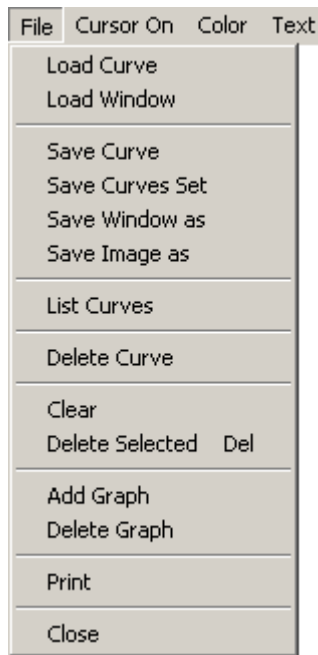 File Cursor On Color Text
Load Curve
Load Window
Save Curve
Save Curves Set
Save Window as
Save Image as
List Curves
Delete Curve
Clear
Delete Selected Del
Add Graph
Delete Graph
Print
Close